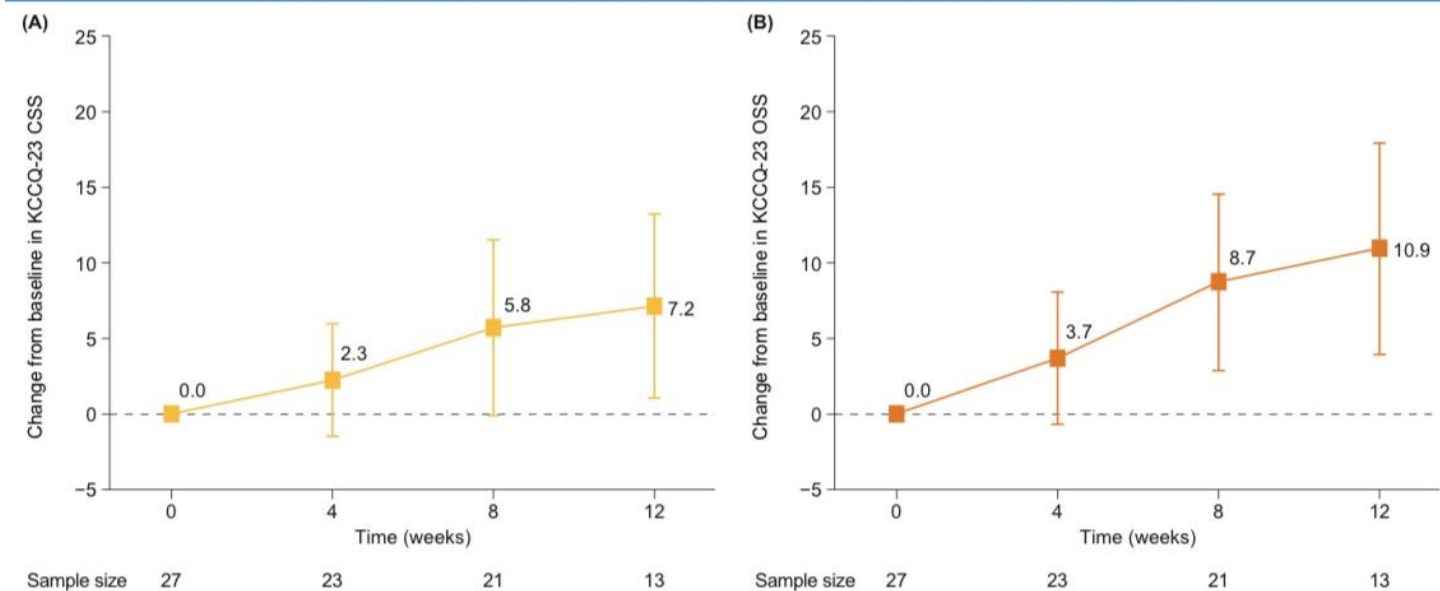 (A)
Change from baseline in KCCQ-23 CSS
25
20
15
10
5
0
−5
0.0
2.3
5.8
7.2
0 4 8 12
Time (weeks)
Sample size 27 23 21 13
(B)
Change from baseline in KCCQ-23 OSS
25
20
15
10
5
0
−5
0.0
3.7
8.7
10.9
0 4 8 12
Time (weeks)
Sample size 27 23 21 13